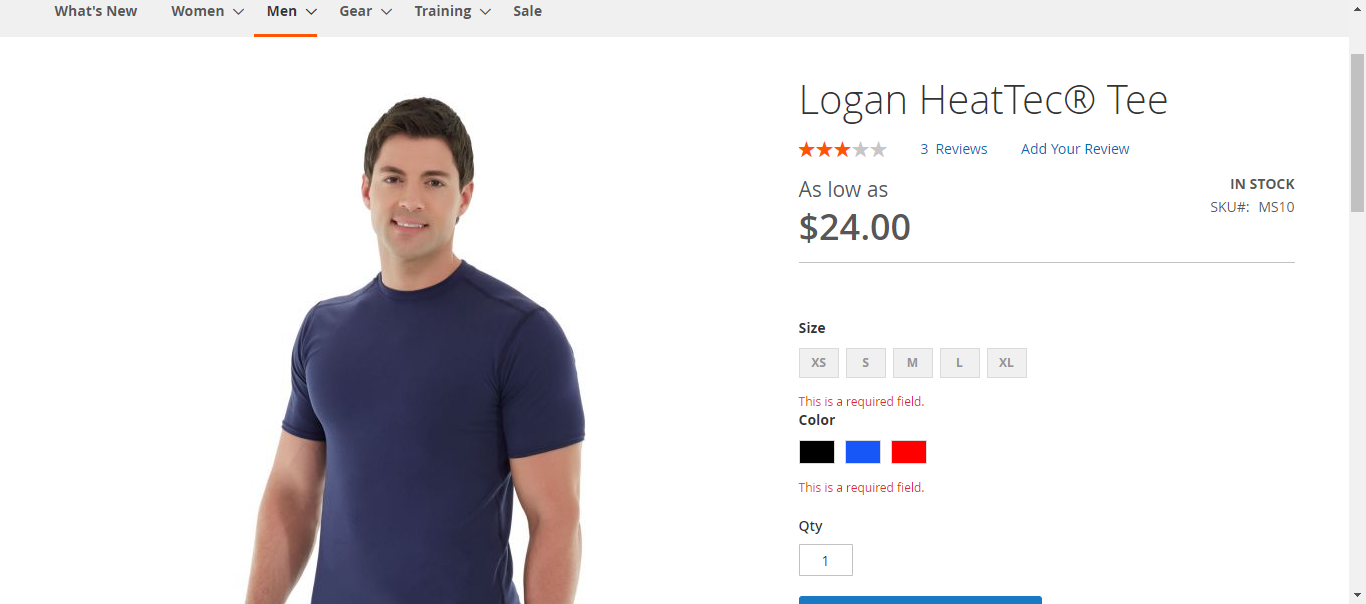 What's New Women Men Gear Training Sale
Logan HeatTec® Tee
3 Reviews Add Your Review
As low as
$24.00
IN STOCK
SKU#: MS10
Size
XS S M L XL
This is a required field.
Color
This is a required field.
Qty
1